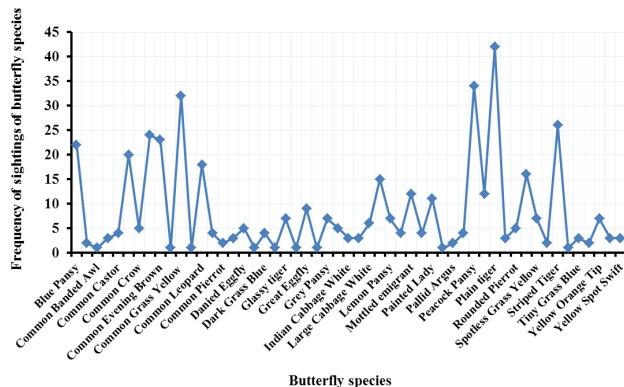 Frequency of sightings of butterfly species
45
40
35
30
25
20
15
10
5
0
Blue Pansy
Common Banded Awl
Common Castor
Common Crow
Common Evening Brown
Common Grass Yellow
Common Leopard
Common Pierrot
Danied Eggfly
Dark Grass Blue
Glassy tiger
Great Eggfly
Grey Pansy
Indian Cabbage White
Large Cabbage White
Lemon Pansy
Mottled emigrant
Painted Lady
Pallid Argus
Peacock Pansy
Plain tiger
Rounded Pierrot
Spotless Grass Yellow
Striped Tiger
Tiny Grass Blue
Yellow Orange Tip
Yellow Spot Swift
Butterfly species